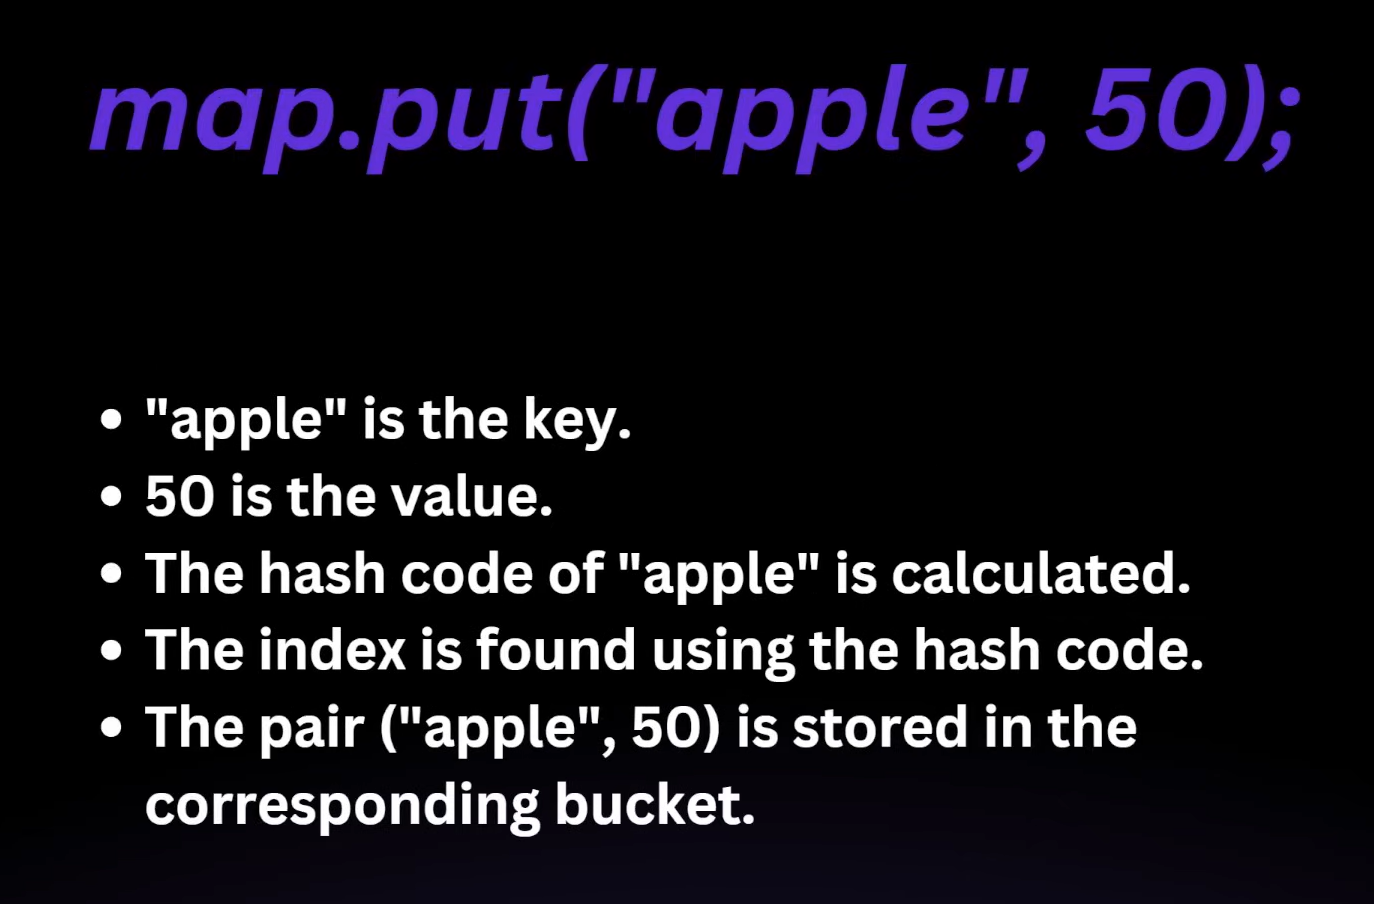 map.put("apple", 50);
• "apple" is the key.
• 50 is the value.
• The hash code of "apple" is calculated.
• The index is found using the hash code.
• The pair ("apple", 50) is stored in the
corresponding bucket.